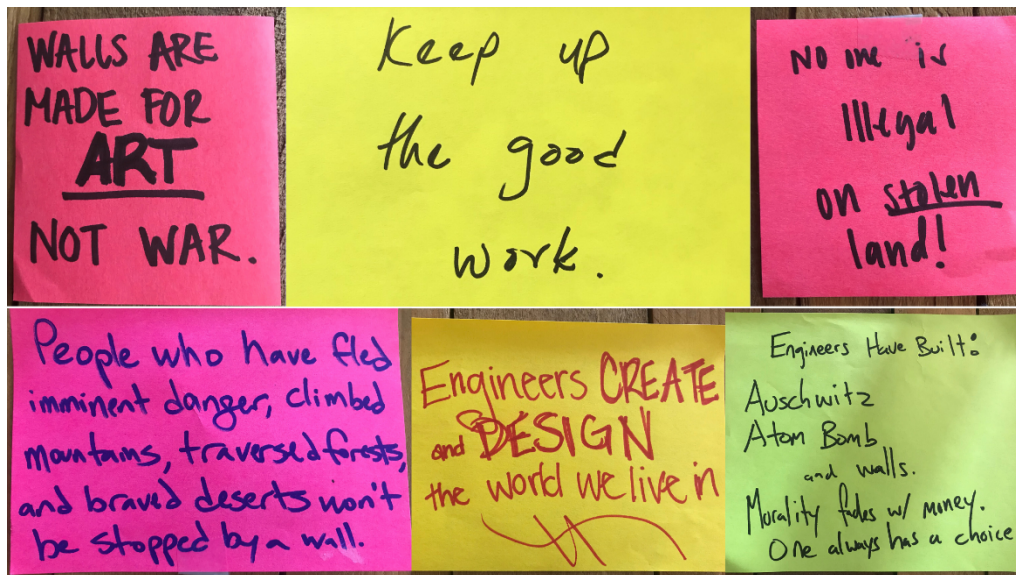 WALLS ARE
MADE FOR
ART
NOT WAR.
Keep up
the good
work.
No one is
Illegal
on stolen
land!
People who have fled
imminent danger, climbed
mountains, traversed forests,
and braved deserts won't
be stopped by a wall.
Engineers CREATE
and DESIGN
the world we live in
Engineers Have Built:
Auschwitz
Atom Bomb
and walls.
Morality fades w/ money.
One always has a choice